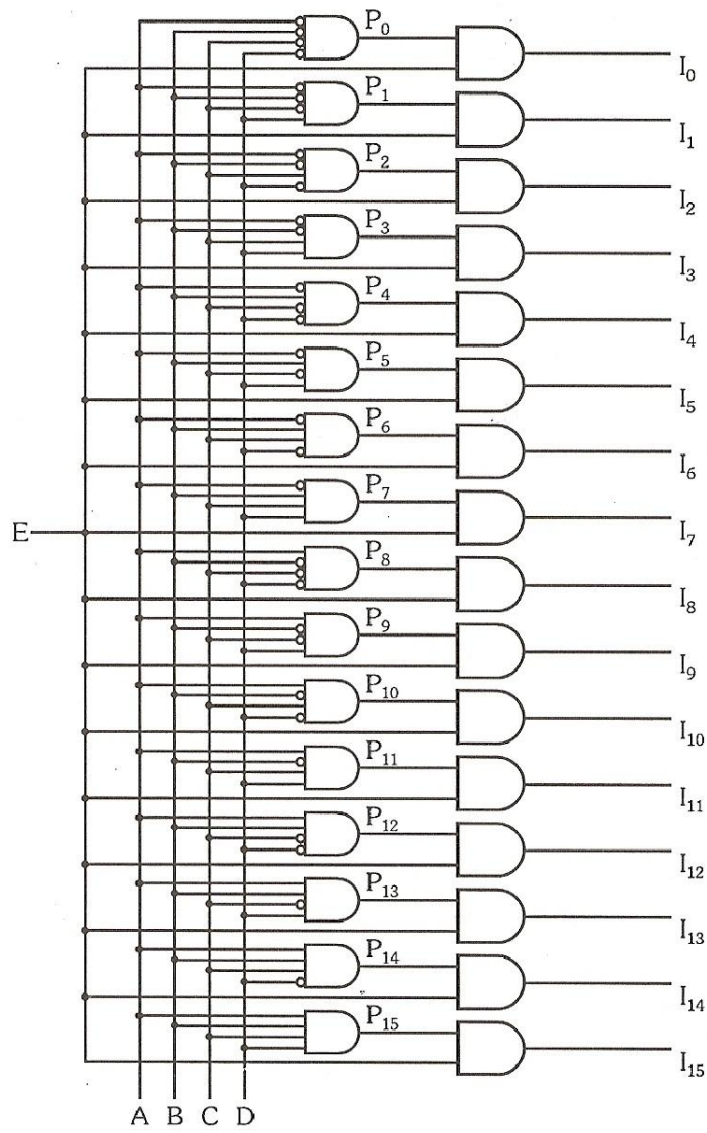 P₀
I₀
P₁
I₁
P₂
I₂
P₃
I₃
P₄
I₄
P₅
I₅
P₆
I₆
P₇
E
I₇
P₈
I₈
P₉
I₉
P₁₀
I₁₀
P₁₁
I₁₁
P₁₂
I₁₂
P₁₃
I₁₃
P₁₄
I₁₄
P₁₅
I₁₅
A B C D